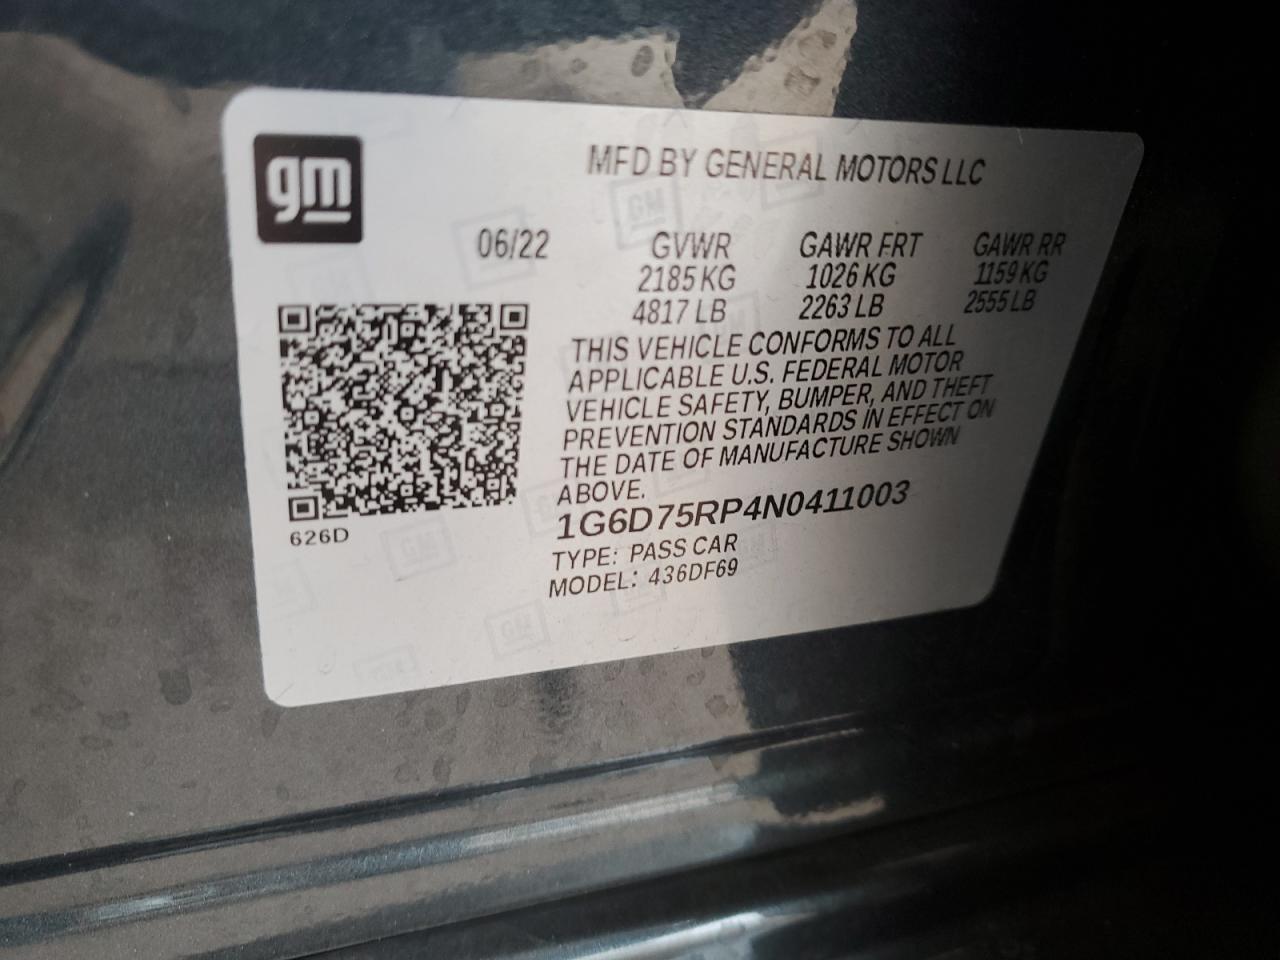 gm
MFD BY GENERAL MOTORS LLC
06/22 GVWR GAWR FRT GAWR RR
2185 KG 1026 KG 1159 KG
4817 LB 2263 LB 2555 LB
THIS VEHICLE CONFORMS TO ALL
APPLICABLE U.S. FEDERAL MOTOR
VEHICLE SAFETY, BUMPER, AND THEFT
PREVENTION STANDARDS IN EFFECT ON
THE DATE OF MANUFACTURE SHOWN
ABOVE.
1G6D75RP4N0411003
TYPE: PASS CAR
MODEL: 436DF69
626D